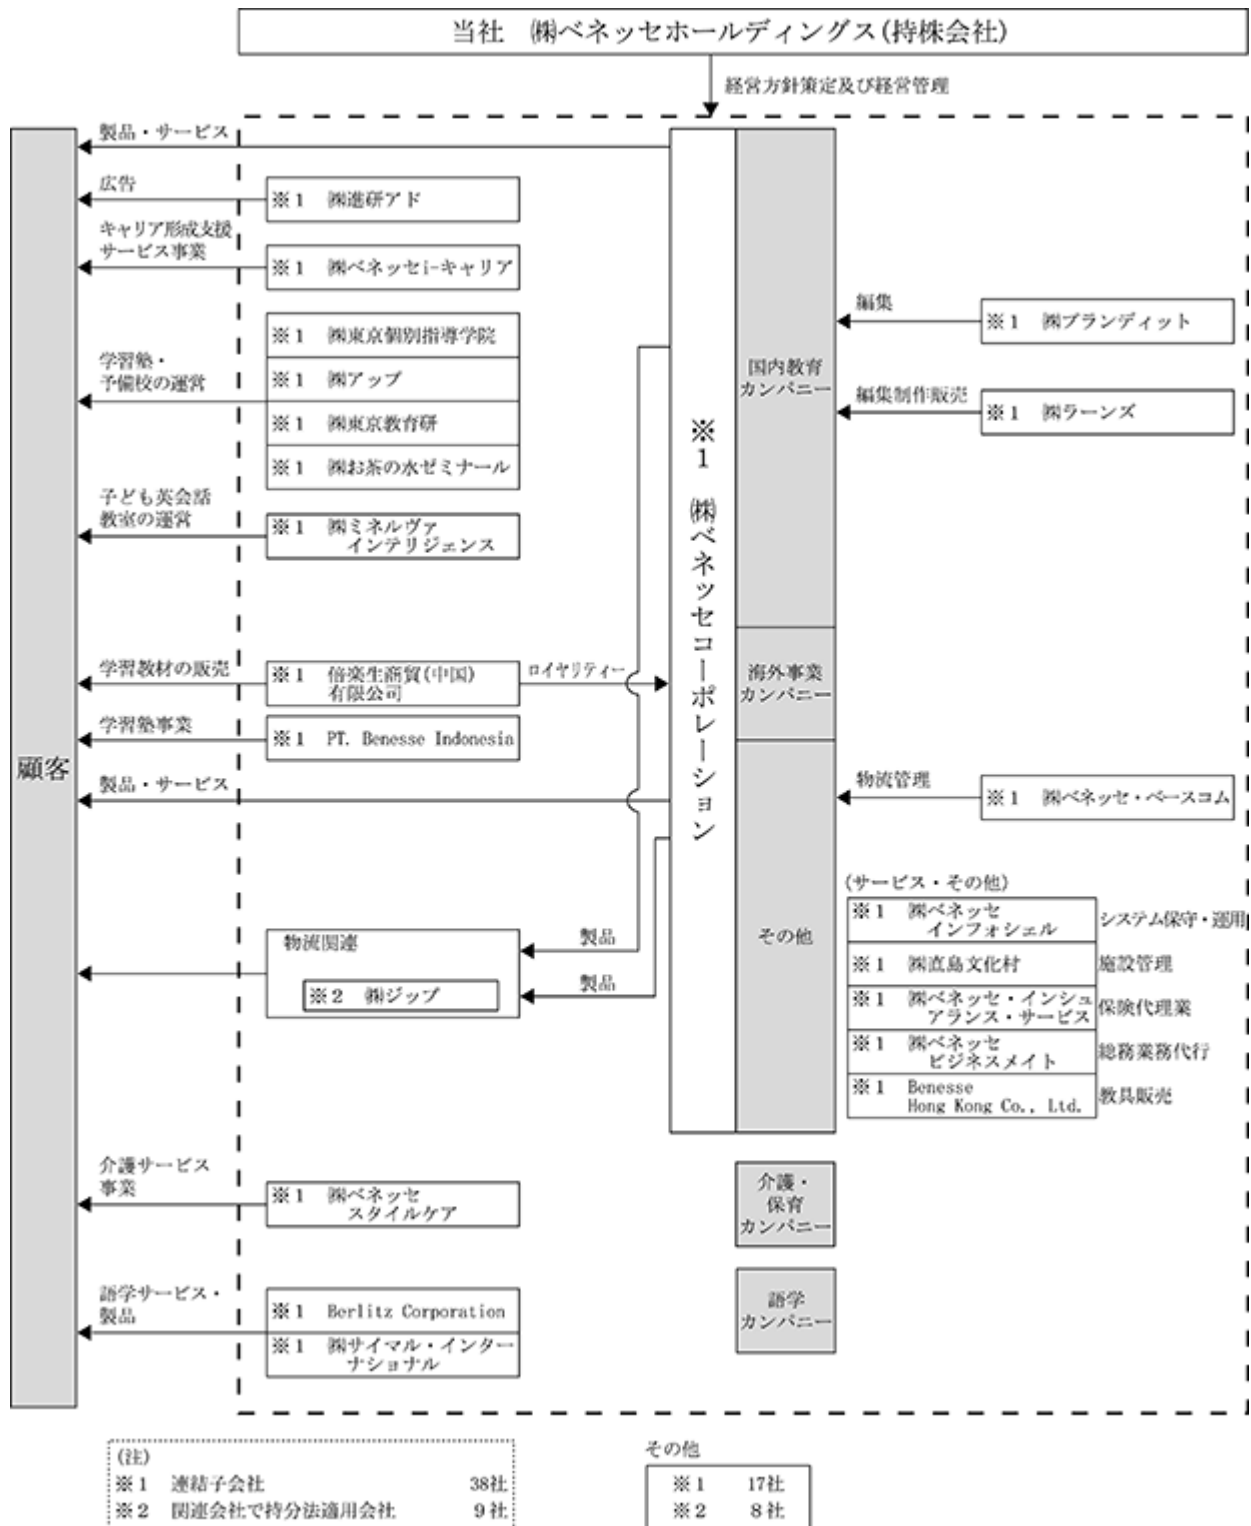 当社 ㈱ベネッセホールディングス(持株会社)
経営方針策定及び経営管理
製品・サービス
広告
※1 ㈱進研アド
キャリア形成支援
サービス事業
※1 ㈱ベネッセi-キャリア
学習塾・
予備校の運営
※1 ㈱東京個別指導学院
※1 ㈱アップ
※1 ㈱東京教育研
※1 ㈱お茶の水ゼミナール
子ども英会話
教室の運営
※1 ㈱ミネルヴァ
インテリジェンス
学習教材の販売
※1 倍楽生商貿(中国)
有限公司
ロイヤリティー
学習塾事業
※1 PT. Benesse Indonesia
顧客
製品・サービス
物流関連
※2 ㈱ジップ
製品
製品
介護サービス
事業
※1 ㈱ベネッセ
スタイルケア
語学サービス・
製品
※1 Berlitz Corporation
※1 ㈱サイマル・インター
ナショナル
※1 ㈱ベネッセコーポレーション
国内教育
カンパニー
海外事業
カンパニー
その他
介護・
保育
カンパニー
語学
カンパニー
編集
※1 ㈱プランディット
編集制作販売
※1 ㈱ラーンズ
物流管理
※1 ㈱ベネッセ・ベースコム
(サービス・その他)
※1 ㈱ベネッセ
インフォシェル
システム保守・運用
※1 ㈱直島文化村
施設管理
※1 ㈱ベネッセ・インシュ
アランス・サービス
保険代理業
※1 ㈱ベネッセ
ビジネスメイト
総務業務代行
※1 Benesse
Hong Kong Co., Ltd.
教具販売
(注)
※1 連結子会社 38社
※2 関連会社で持分法適用会社 9社
その他
※1 17社
※2 8社